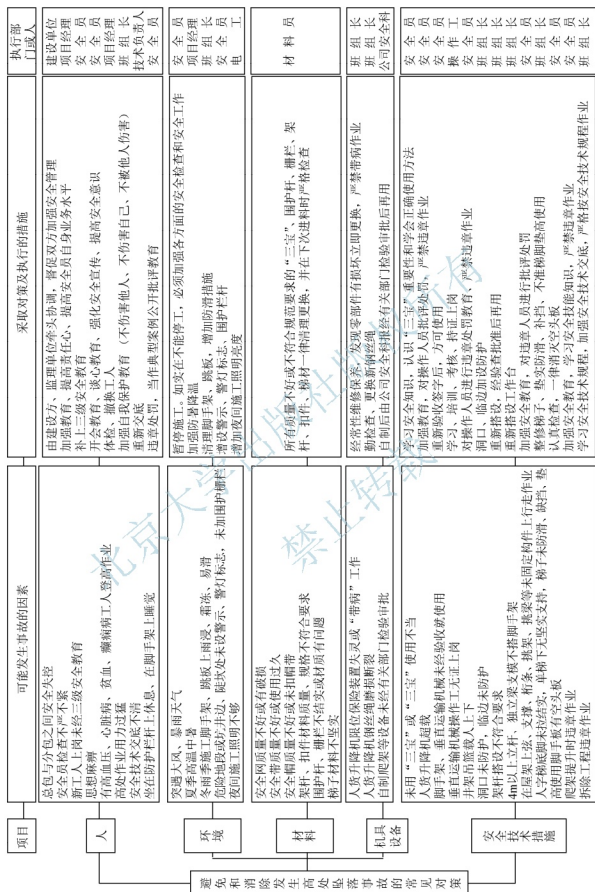 避免和消除发生高处坠落事故的常见对策
项目
可能发生事故的因素
采取对策及执行的措施
执行部门或人
人
总包与分包之间安全失控
安全员检查不严不紧
新工人上岗未经三级安全教育
思想麻痹
有高血压、心脏病、贫血、癫痫病工人登高作业
高处作业用力过猛
安全技术交底不清
坐在防护栏杆上休息，在脚手架上睡觉
由建设方、监理单位牵头协调，督促双方加强安全管理
加强教育、提高责任心、提高安全员自身业务水平
补上三级安全教育
开会教育、谈心教育、强化安全宣传、提高安全意识
体检、撤换工人
加强自我保护教育（不伤害他人、不伤害自己、不被他人伤害）
重新交底
违章处罚，当作典型案例公开批评教育
建设单位
项目经理
安全员
安全员
项目经理
班组长
技术负责人
安全员
环境
突遇大风、暴雨天气
夏季高温中暑
冬雨季施工脚手架、跳板上雨浸、霜冻、易滑
危险地段或坑井边、陡坎处未设警示、警灯标志，未加围护栅栏
夜间施工照明不够
暂停施工，如实在不能停工，必须加强各方面的安全检查和安全工作
加强防暑降温
清理脚手架、跳板、增加防滑措施
增设警示、警灯标志、围护栏杆
增加夜间施工照明亮度
安全员
项目经理
班组长
安全员
电工
材料
安全网质量不好或有破损
安全带质量不好或使用过久
安全帽质量不好或未扣帽带
架杆、扣件材料质量、规格不符合要求
围护杆、栅栏不结实或材质有问题
梯子材料不坚实
所有质量不好或不符合规范要求的“三宝”、围护杆、栅栏、架
杆、扣件、梯材一律清理更换，并在下次进料时严格检查
材料员
机具设备
人货升降机限位保险装置失灵或“带病”工作
人货升降机钢丝绳磨损断裂
自制爬架等设备未经有关部门检验审批
经常性维修保养，发现零部件有损坏立即更换，严禁带病作业
勤检查、更换新钢丝绳
自制后由公司安全科报经有关部门检验审批后再用
班组长
班组长
公司安全科
安全技术措施
未用“三宝”或“三宝”使用不当
人货升降机超载
脚手架、垂直运输机械未经验收就使用
垂直运输机械操作工无证上岗
井架吊篮载人上下
洞口未防护，临边未防护
架杆搭设不符合要求
4m以上立杆、独立梁支模不搭脚手架
在屋架上弦、支撑、桁条、挑架、挑梁等未固定构件上行走作业
人字梯底脚未拉结实，单梯下无坚实支持，梯子未防滑、缺挡、垫
高使用脚手板有空头板
爬架提升时违章作业
拆除工程违章作业
学习安全知识，认识“三宝”重要性和学会正确使用方法
加强教育，对操作人员批评处罚，严禁违章作业
重新验收签字后，方可使用
学习、培训、考核、持证上岗
对操作人员进行违章处罚教育、严禁违章作业
洞口、临边加设防护
重新搭设，经验查批准后再用
重新搭设工作台
加强安全教育，对违章人员进行批评处罚
整修梯子、垫实防滑、补挡、不准梯脚垫高使用
认真检查，一律消灭空头板
加强安全教育，学习安全技能知识，严禁违章作业
学习安全技术规程，加强安全技术交底，严格按安全技术规程作业
安全员
安全员
安全员
操作工
安全员
班组长
班组长
班组长
安全员
班组长
安全员
安全员
班组长
北京大学出版社版权所有
禁止转载